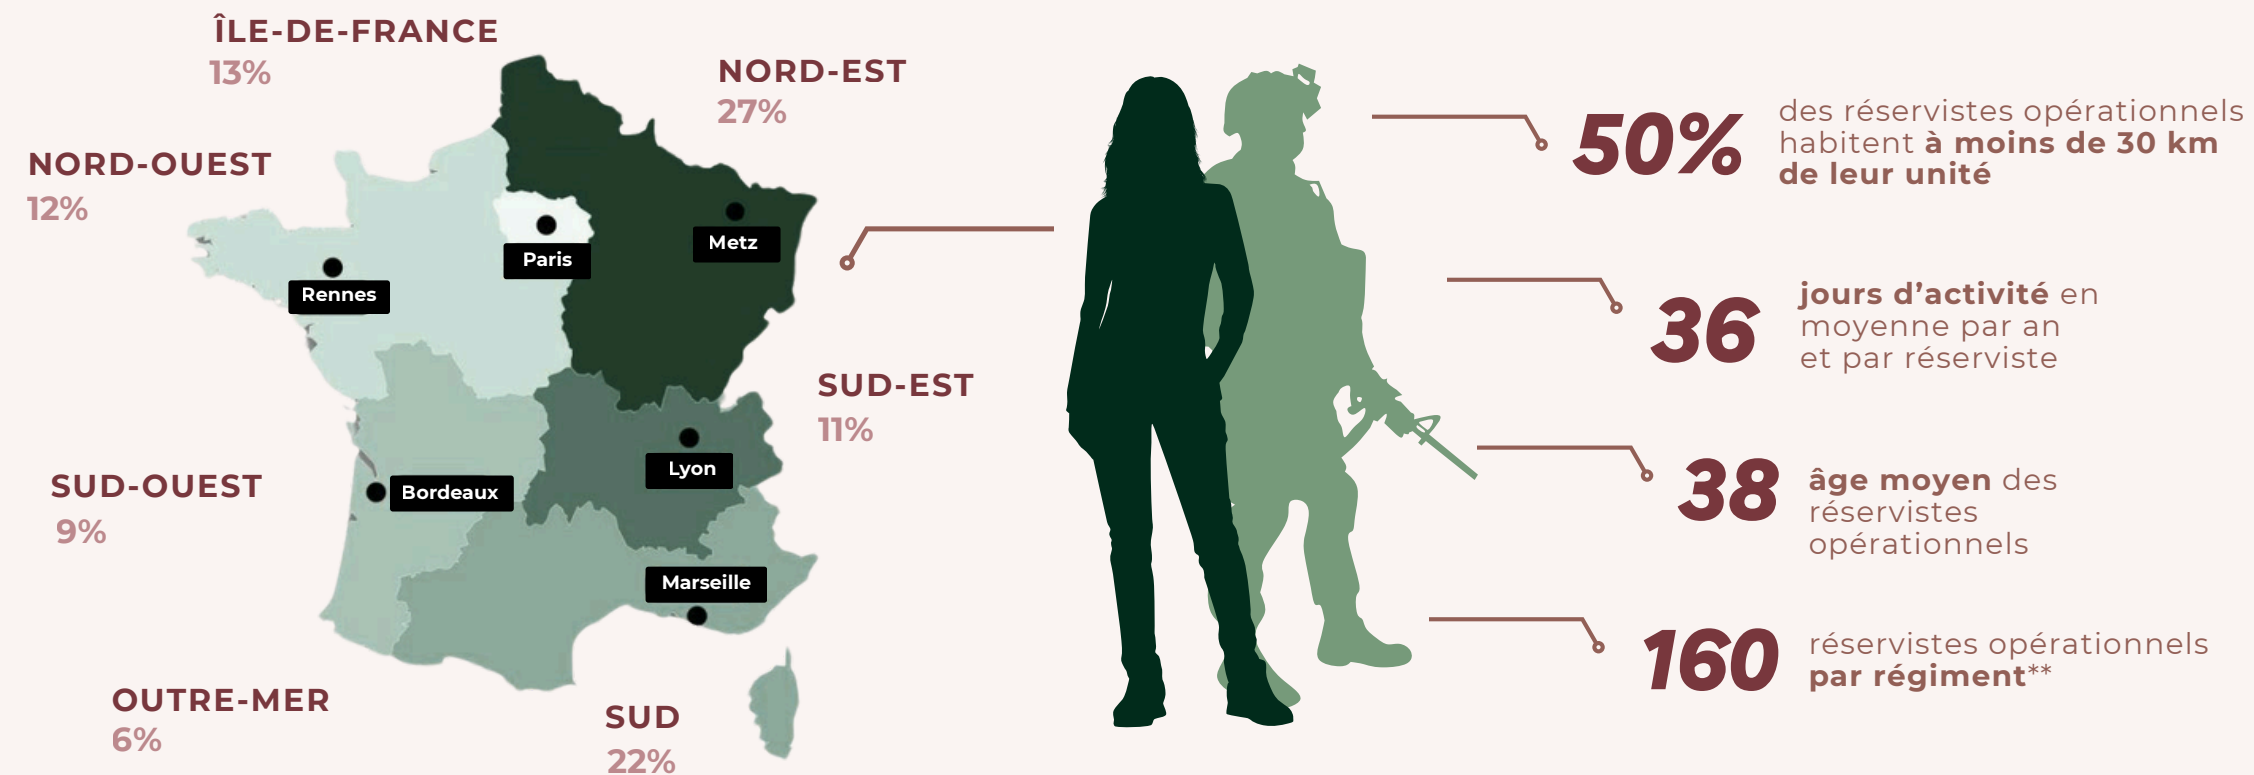 ÎLE-DE-FRANCE
13%
NORD-EST
27%
NORD-OUEST
12%
Metz
Paris
Rennes
SUD-EST
11%
Lyon
SUD-OUEST
9%
Bordeaux
Marseille
OUTRE-MER
6%
SUD
22%
50%
des réservistes opérationnels
habitent à moins de 30 km
de leur unité
36
jours d’activité en
moyenne par an
et par réserviste
38
âge moyen des
réservistes
opérationnels
160
réservistes opérationnels
par régiment**